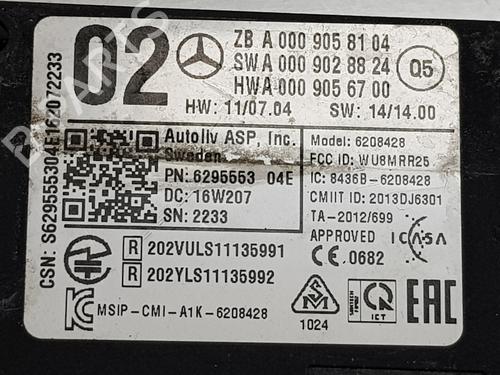 02
ZB A 000 905 81 04
SW A 000 902 88 24
HW A 000 905 67 00
Q5
HW: 11/07.04 SW: 14/14.00
CSN: S629555304E162072233
Autoliv ASP, Inc.
Sweden
PN: 6295553 04E
DC: 16W207
SN: 2233
Model: 6208428
FCC ID: WU8MRR25
IC: 8436B-6208428
CMIIT ID: 2013DJ6301
TA-2012/699
APPROVED ICASA
CE 0682
R 202VULS11135991
R 202YLS11135992
MSIP-CMI-A1K-6208428
1024
ICT
EAC